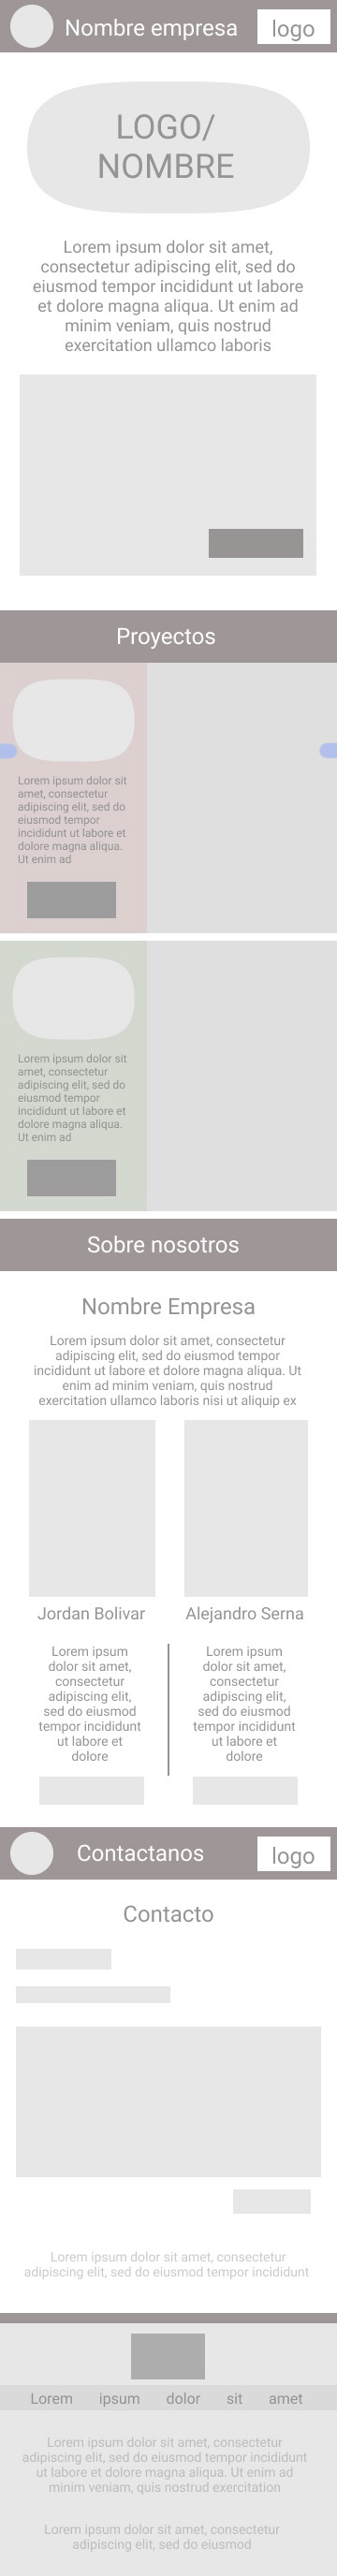 Nombre empresa
logo
LOGO/
NOMBRE
Lorem ipsum dolor sit amet,
consectetur adipiscing elit, sed do
eiusmod tempor incididunt ut labore
et dolore magna aliqua. Ut enim ad
minim veniam, quis nostrud
exercitation ullamco laboris
Proyectos
Lorem ipsum dolor sit
amet, consectetur
adipiscing elit, sed do
eiusmod tempor
incididunt ut labore et
dolore magna aliqua.
Ut enim ad
Lorem ipsum dolor sit
amet, consectetur
adipiscing elit, sed do
eiusmod tempor
incididunt ut labore et
dolore magna aliqua.
Ut enim ad
Sobre nosotros
Nombre Empresa
Lorem ipsum dolor sit amet, consectetur
adipiscing elit, sed do eiusmod tempor
incididunt ut labore et dolore magna aliqua. Ut
enim ad minim veniam, quis nostrud
exercitation ullamco laboris nisi ut aliquip ex
Jordan Bolivar
Lorem ipsum
dolor sit amet,
consectetur
adipiscing elit,
sed do eiusmod
tempor incididunt
ut labore et
dolore
Alejandro Serna
Lorem ipsum
dolor sit amet,
consectetur
adipiscing elit,
sed do eiusmod
tempor incididunt
ut labore et
dolore
Contactanos
logo
Contacto
Lorem ipsum dolor sit amet, consectetur
adipiscing elit, sed do eiusmod tempor incididunt
Lorem ipsum dolor sit amet
Lorem ipsum dolor sit amet, consectetur
adipiscing elit, sed do eiusmod tempor incididunt
ut labore et dolore magna aliqua. Ut enim ad
minim veniam, quis nostrud exercitation
Lorem ipsum dolor sit amet, consectetur
adipiscing elit, sed do eiusmod